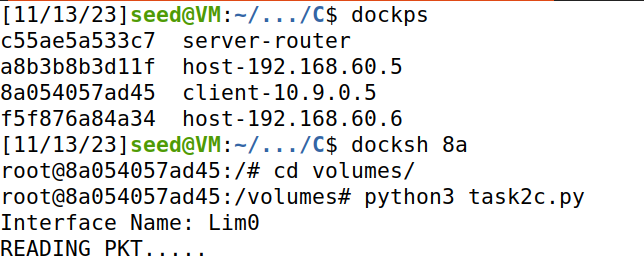 [11/13/23]seed@VM:~/.../C$ dockps
c55ae5a533c7  server-router
a8b3b8b3d11f  host-192.168.60.5
8a054057ad45  client-10.9.0.5
f5f876a84a34  host-192.168.60.6
[11/13/23]seed@VM:~/.../C$ docksh 8a
root@8a054057ad45:/# cd volumes/
root@8a054057ad45:/volumes# python3 task2c.py
Interface Name: Lim0
READING PKT.....